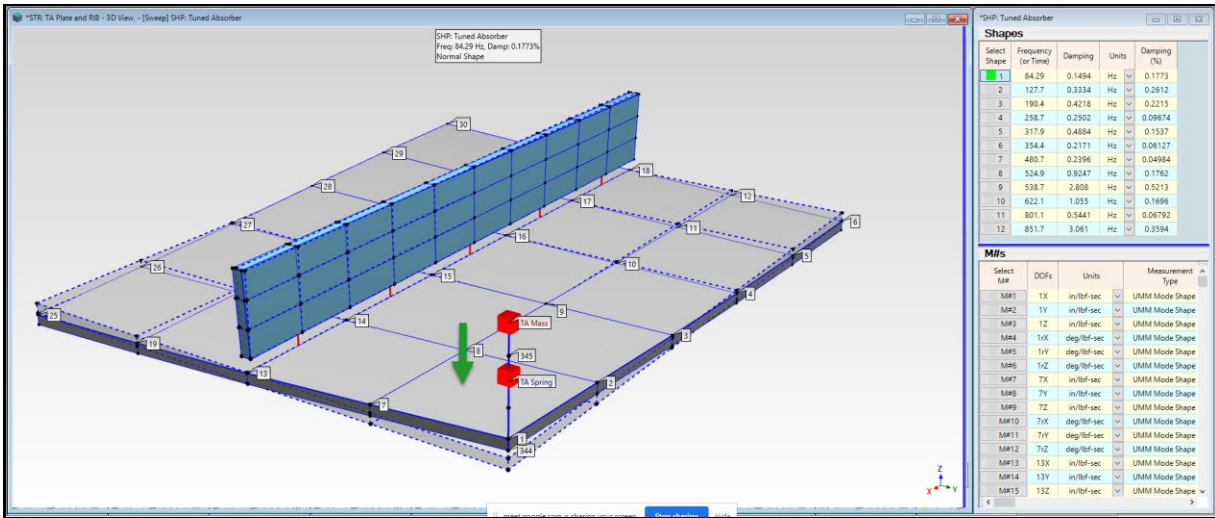 *STR: TA Plate and RIB - 3D View, - [Sweep] SHP: Tuned Absorber
SHP: Tuned Absorber
Freq: 84.29 Hz, Damp: 0.1773%
Normal Shape
30
29
28
27
26
25
18
12
6
17
11
5
16
10
4
15
9
3
14
TA Mass
8
345
19
TA Spring
13
2
7
1
344
Z
X
Y
meet.google.com is sharing your screen.
Stop sharing
Hide
*SHP: Tuned Absorber
Shapes
Select Shape Frequency (or Time) Damping Units Damping (%)
1 84.29 0.1494 Hz 0.1773
2 127.7 0.3334 Hz 0.2612
3 190.4 0.4218 Hz 0.2215
4 258.7 0.2502 Hz 0.09674
5 317.9 0.4884 Hz 0.1537
6 354.4 0.2171 Hz 0.06127
7 480.7 0.2396 Hz 0.04984
8 524.9 0.9247 Hz 0.1762
9 538.7 2.808 Hz 0.5213
10 622.1 1.055 Hz 0.1696
11 801.1 0.5441 Hz 0.06792
12 851.7 3.061 Hz 0.3594
M#s
Select M# DOFs Units Measurement Type
M#1 1X in/lbf-sec UMM Mode Shape
M#2 1Y in/lbf-sec UMM Mode Shape
M#3 1Z in/lbf-sec UMM Mode Shape
M#4 1rX deg/lbf-sec UMM Mode Shape
M#5 1rY deg/lbf-sec UMM Mode Shape
M#6 1rZ deg/lbf-sec UMM Mode Shape
M#7 7X in/lbf-sec UMM Mode Shape
M#8 7Y in/lbf-sec UMM Mode Shape
M#9 7Z in/lbf-sec UMM Mode Shape
M#10 7rX deg/lbf-sec UMM Mode Shape
M#11 7rY deg/lbf-sec UMM Mode Shape
M#12 7rZ deg/lbf-sec UMM Mode Shape
M#13 13X in/lbf-sec UMM Mode Shape
M#14 13Y in/lbf-sec UMM Mode Shape
M#15 13Z in/lbf-sec UMM Mode Shape